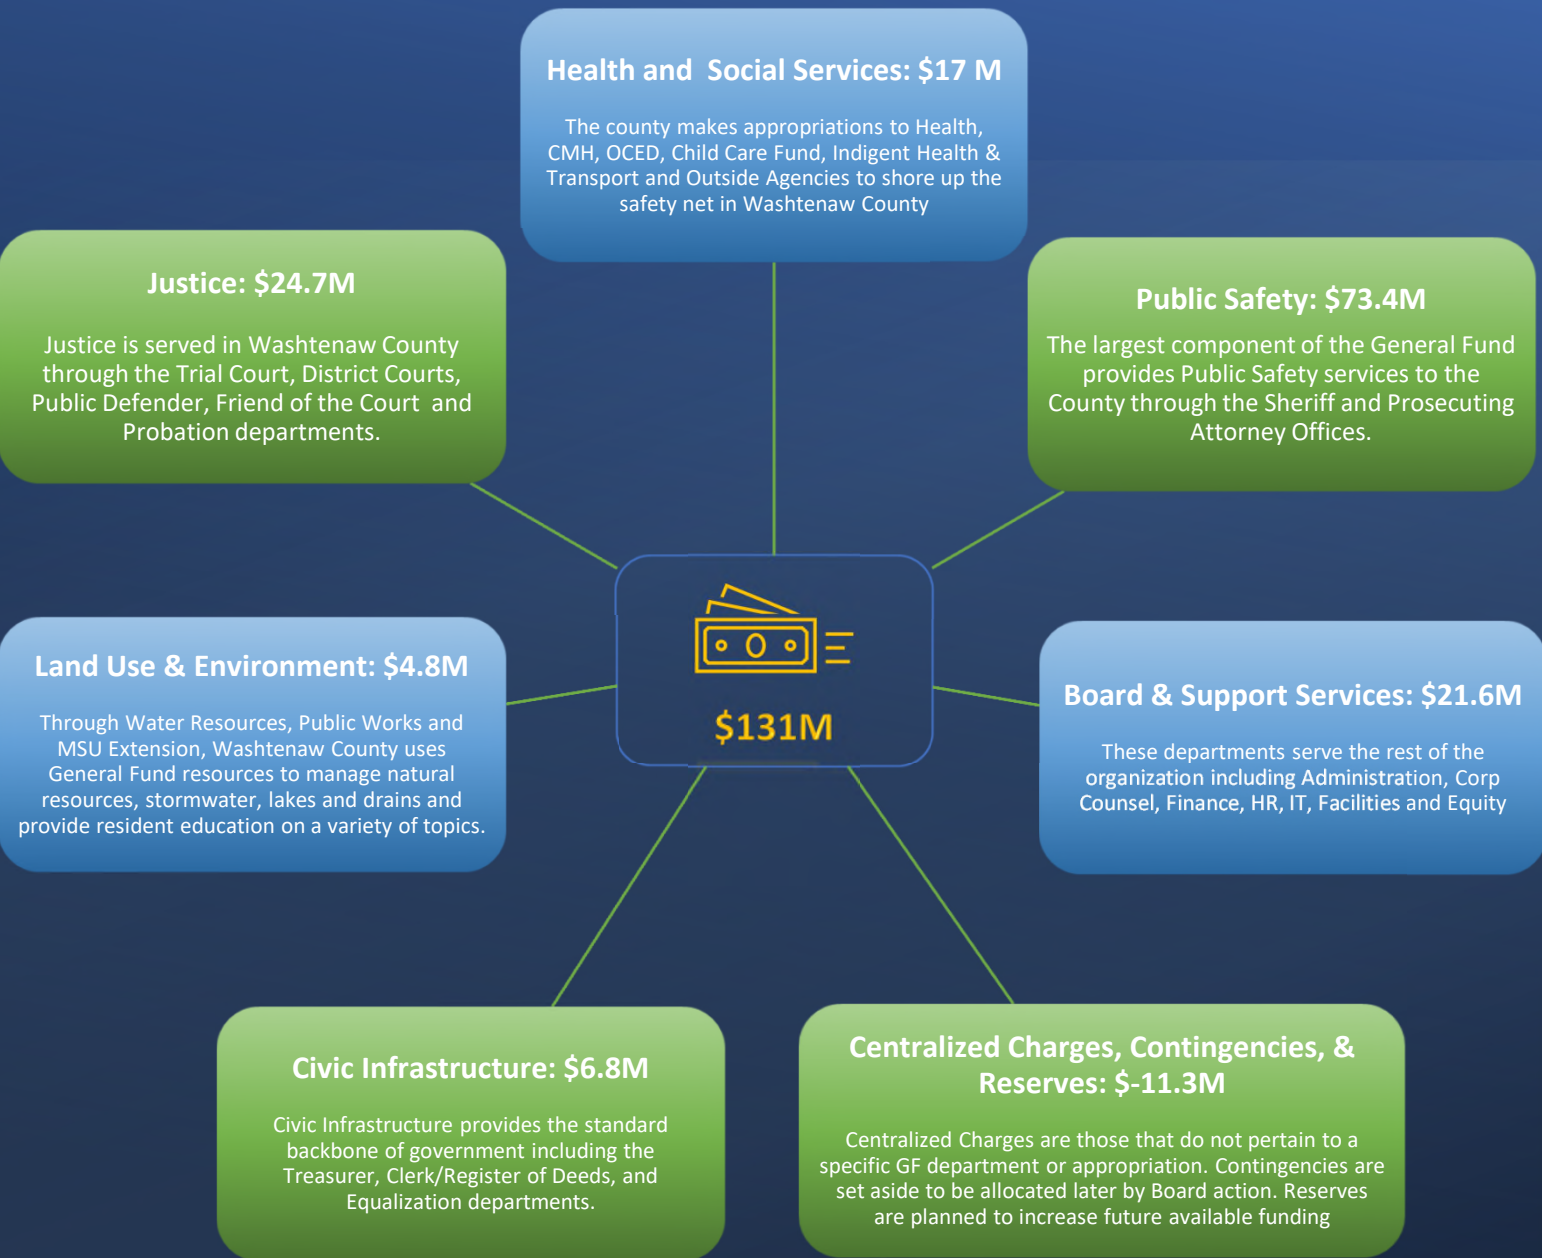 Health and Social Services: $17 M
The county makes appropriations to Health,
CMH, OCED, Child Care Fund, Indigent Health &
Transport and Outside Agencies to shore up the
safety net in Washtenaw County
Justice: $24.7M
Justice is served in Washtenaw County
through the Trial Court, District Courts,
Public Defender, Friend of the Court and
Probation departments.
Public Safety: $73.4M
The largest component of the General Fund
provides Public Safety services to the
County through the Sheriff and Prosecuting
Attorney Offices.
$131M
Land Use & Environment: $4.8M
Through Water Resources, Public Works and
MSU Extension, Washtenaw County uses
General Fund resources to manage natural
resources, stormwater, lakes and drains and
provide resident education on a variety of topics.
Board & Support Services: $21.6M
These departments serve the rest of the
organization including Administration, Corp
Counsel, Finance, HR, IT, Facilities and Equity
Civic Infrastructure: $6.8M
Civic Infrastructure provides the standard
backbone of government including the
Treasurer, Clerk/Register of Deeds, and
Equalization departments.
Centralized Charges, Contingencies, &
Reserves: $-11.3M
Centralized Charges are those that do not pertain to a
specific GF department or appropriation. Contingencies are
set aside to be allocated later by Board action. Reserves
are planned to increase future available funding